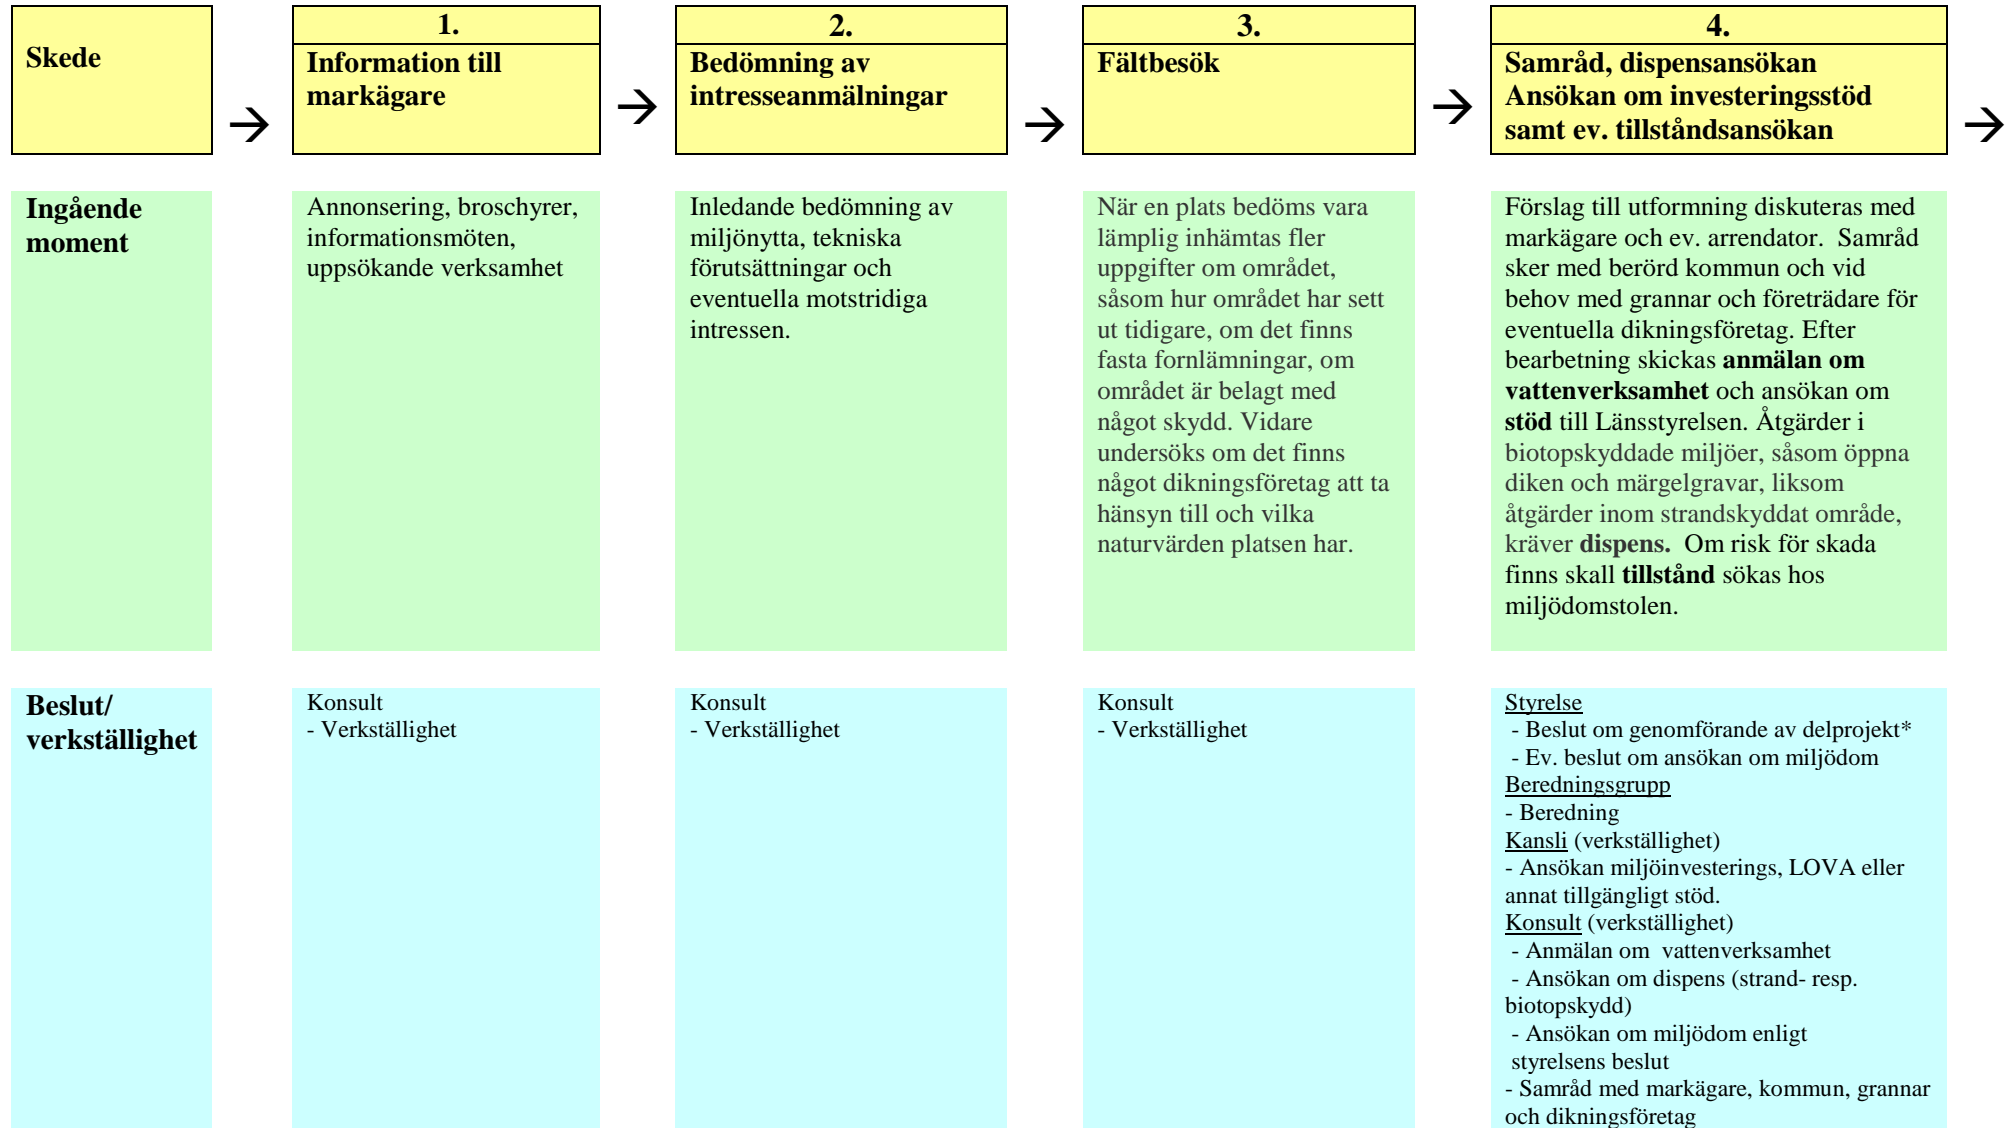 Skede
→
1.
Information till
markägare
→
2.
Bedömning av
intresseanmälningar
→
3.
Fältbesök
→
4.
Samråd, dispensansökan
Ansökan om investeringsstöd
samt ev. tillståndsansökan
→
Ingående
moment
Annonsering, broschyrer,
informationsmöten,
uppsökande verksamhet
Inledande bedömning av
miljönytta, tekniska
förutsättningar och
eventuella motstridiga
intressen.
När en plats bedöms vara
lämplig inhämtas fler
uppgifter om området,
såsom hur området har sett
ut tidigare, om det finns
fasta fornlämningar, om
området är belagt med
något skydd. Vidare
undersöks om det finns
något dikningsföretag att ta
hänsyn till och vilka
naturvärden platsen har.
Förslag till utformning diskuteras med
markägare och ev. arrendator.  Samråd
sker med berörd kommun och vid
behov med grannar och företrädare för
eventuella dikningsföretag. Efter
bearbetning skickas anmälan om
vattenverksamhet och ansökan om
stöd till Länsstyrelsen. Åtgärder i
biotopskyddade miljöer, såsom öppna
diken och märgelgravar, liksom
åtgärder inom strandskyddat område,
kräver dispens.  Om risk för skada
finns skall tillstånd sökas hos
miljödomstolen.
Beslut/
verkställighet
Konsult
- Verkställighet
Konsult
- Verkställighet
Konsult
- Verkställighet
Styrelse
- Beslut om genomförande av delprojekt*
- Ev. beslut om ansökan om miljödom
Beredningsgrupp
- Beredning
Kansli (verkställighet)
- Ansökan miljöinvesterings, LOVA eller
annat tillgängligt stöd.
Konsult (verkställighet)
- Anmälan om  vattenverksamhet
- Ansökan om dispens (strand- resp.
biotopskydd)
- Ansökan om miljödom enligt
styrelsens beslut
- Samråd med markägare, kommun, grannar
och dikningsföretag